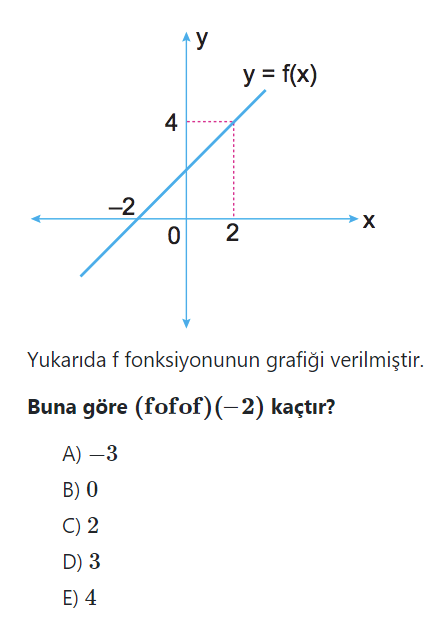 y
y = f(x)
4
–2
x
0
2
Yukarıda f fonksiyonunun grafiği verilmiştir.
Buna göre (fofof)(−2) kaçtır?
A) −3
B) 0
C) 2
D) 3
E) 4